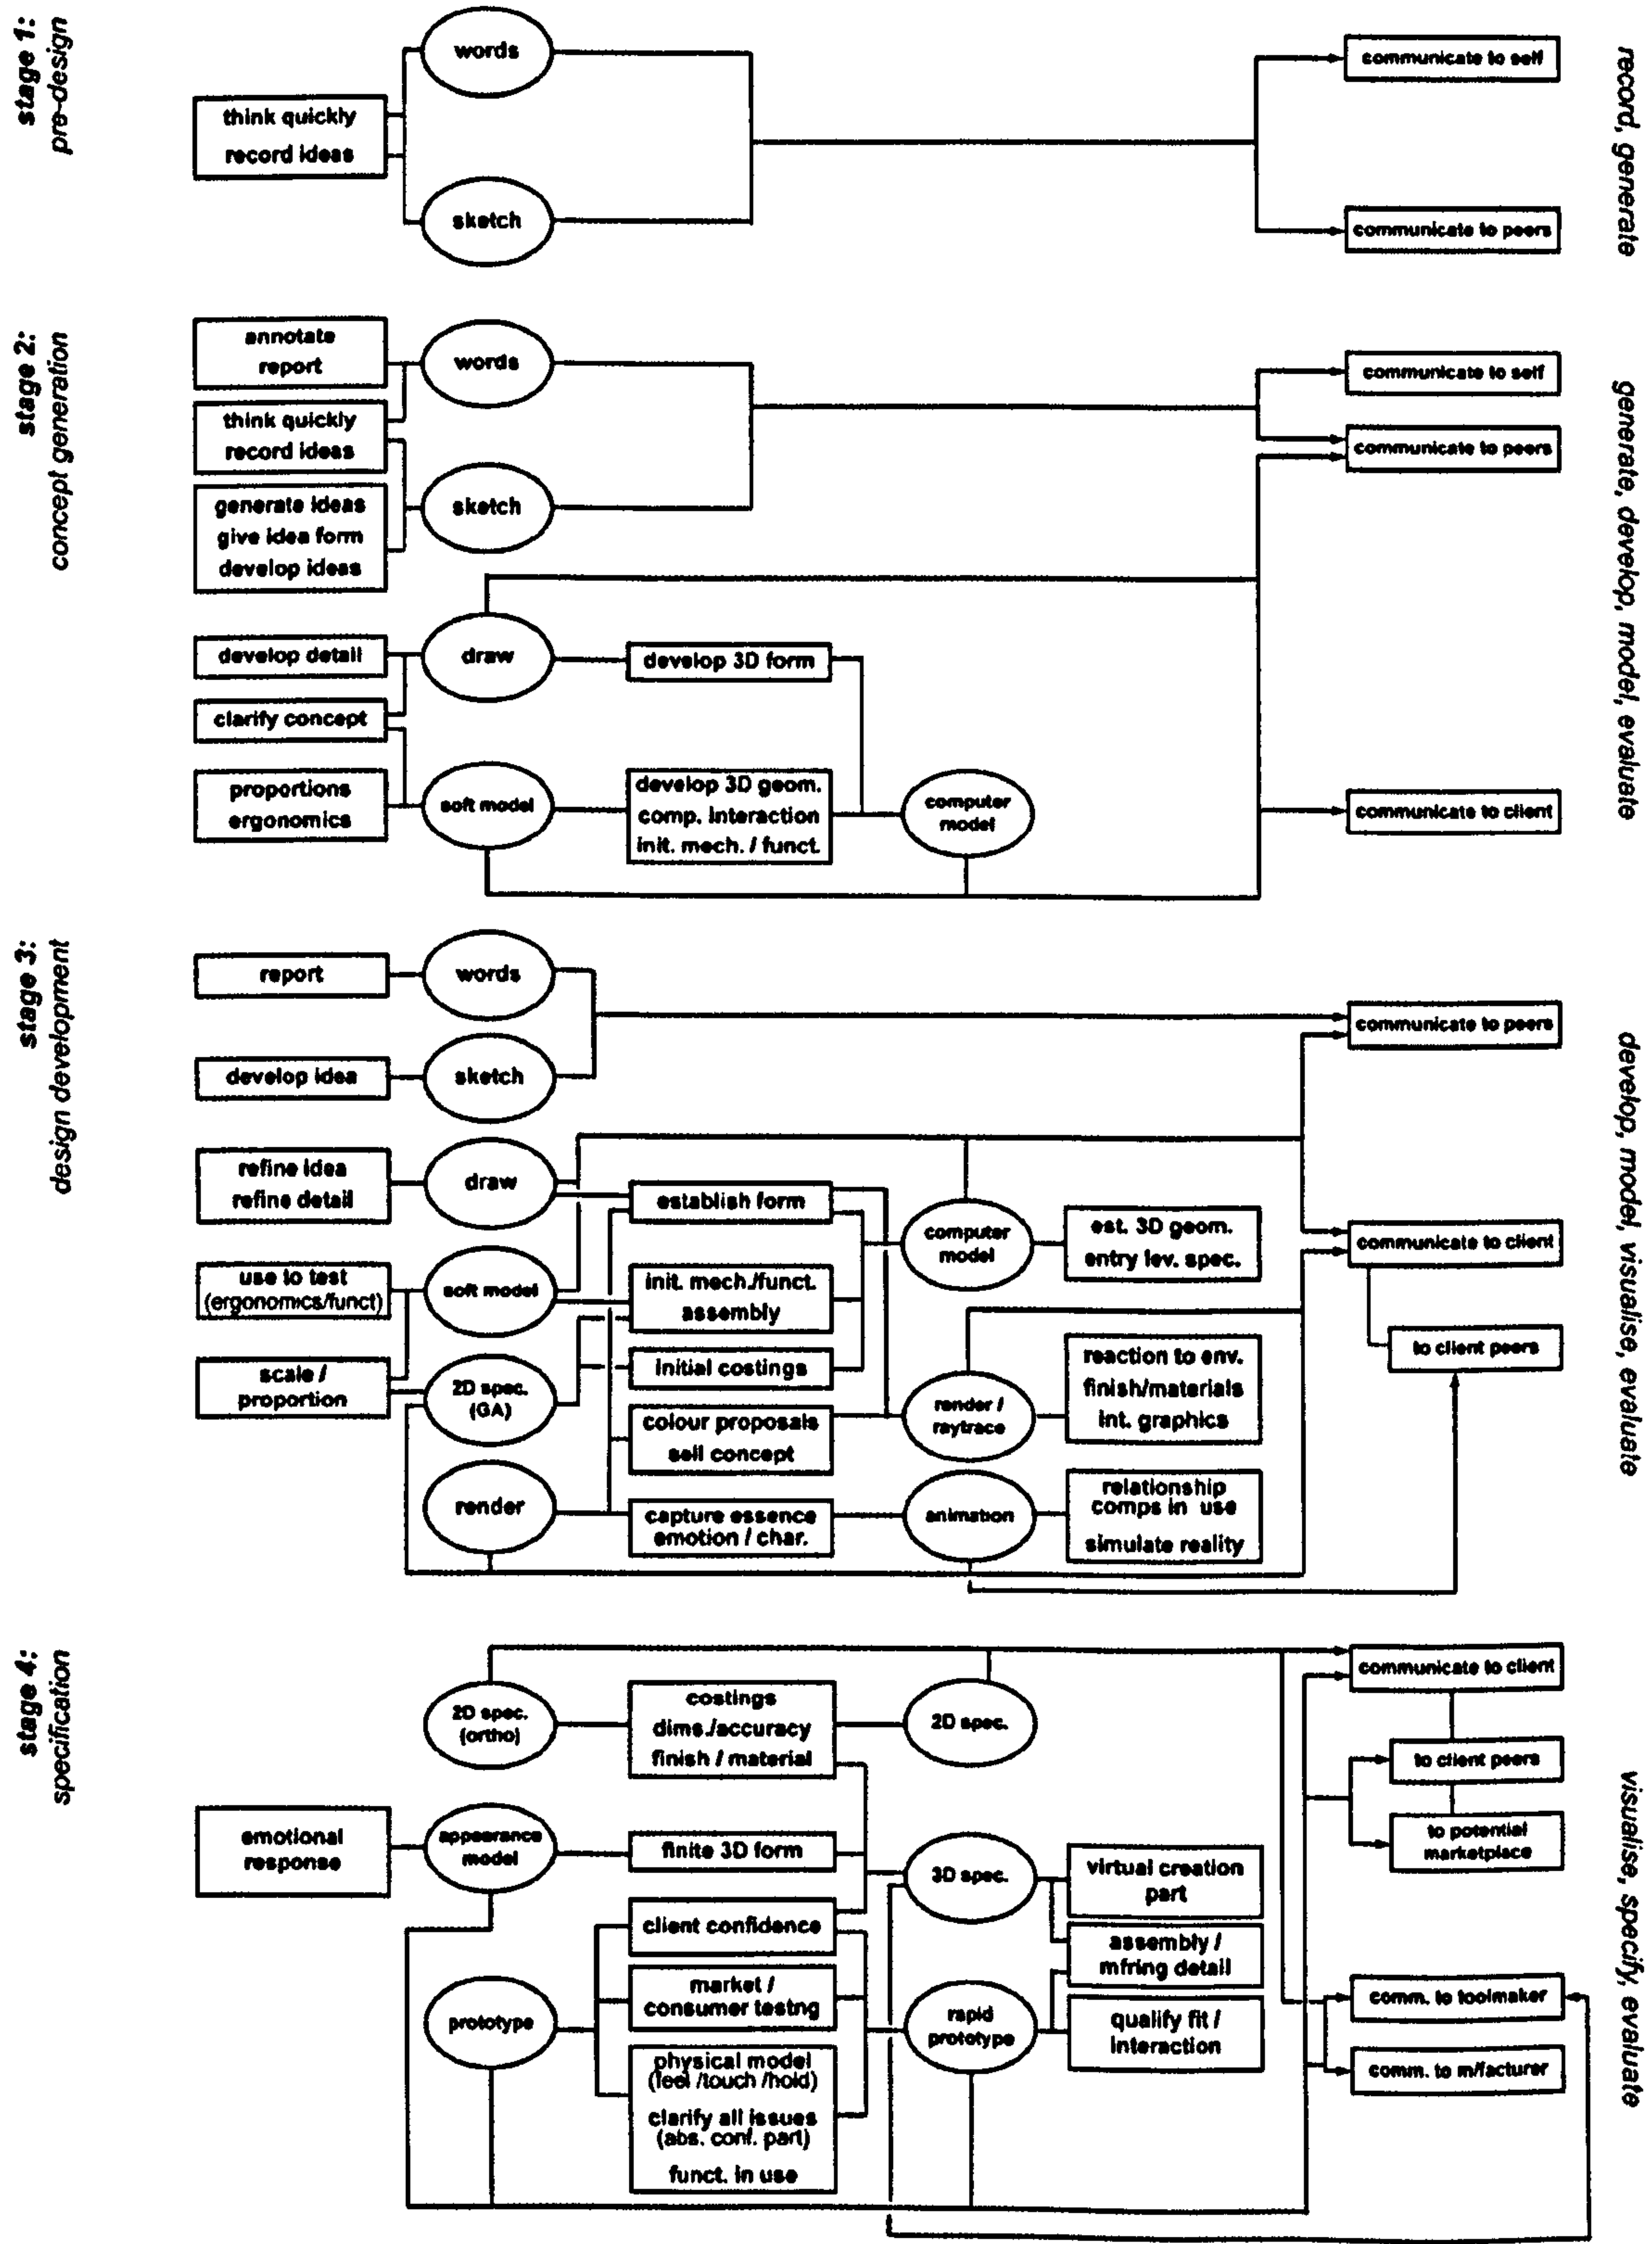 stage 1:
pre-design
words
think quickly
record ideas
sketch
communicate to self
communicate to peers
record, generate
stage 2:
concept generation
annotate
report
words
think quickly
record ideas
generate ideas
give idea form
develop ideas
sketch
develop detail
draw
develop 3D form
clarify concept
proportions
ergonomics
soft model
develop 3D geom.
comp. interaction
init. mech. / funct.
computer
model
communicate to self
communicate to peers
communicate to client
generate, develop, model, evaluate
stage 3:
design development
report
words
develop idea
sketch
refine idea
refine detail
draw
use to test
(ergonomics/funct)
soft model
scale /
proportion
2D spec.
(GA)
render
establish form
init. mech./funct.
assembly
initial costings
colour proposals
sell concept
capture essence
emotion / char.
computer
model
render /
raytrace
animation
est. 3D geom.
entry lev. spec.
reaction to env.
finish/materials
int. graphics
relationship
comps in use
simulate reality
communicate to peers
communicate to client
to client peers
develop, model, visualise, evaluate
stage 4:
specification
2D spec.
(ortho)
emotional
response
appearance
model
prototype
costings
dims./accuracy
finish / material
finite 3D form
client confidence
market /
consumer testng
physical model
(feel /touch /hold)
clarify all issues
(abs. conf. part)
funct. in use
2D spec.
3D spec.
rapid
prototype
virtual creation
part
assembly /
mfring detail
qualify fit /
interaction
communicate to client
to client peers
to potential
marketplace
comm. to toolmaker
comm. to m/facturer
visualise, specify, evaluate